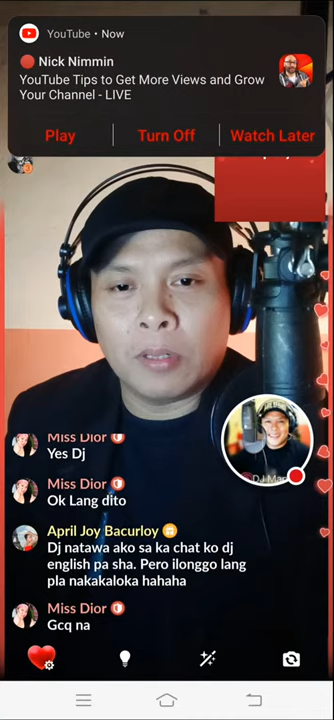 YouTube • Now
Nick Nimmin
YouTube Tips to Get More Views and Grow
Your Channel - LIVE
Play
Turn Off
Watch Later
Miss Dior
Yes Dj
Miss Dior
Ok Lang dito
April Joy Bacurloy
Dj natawa ako sa ka chat ko dj
english pa sha. Pero ilonggo lang
pla nakakaloka hahaha
Miss Dior
Gcq na